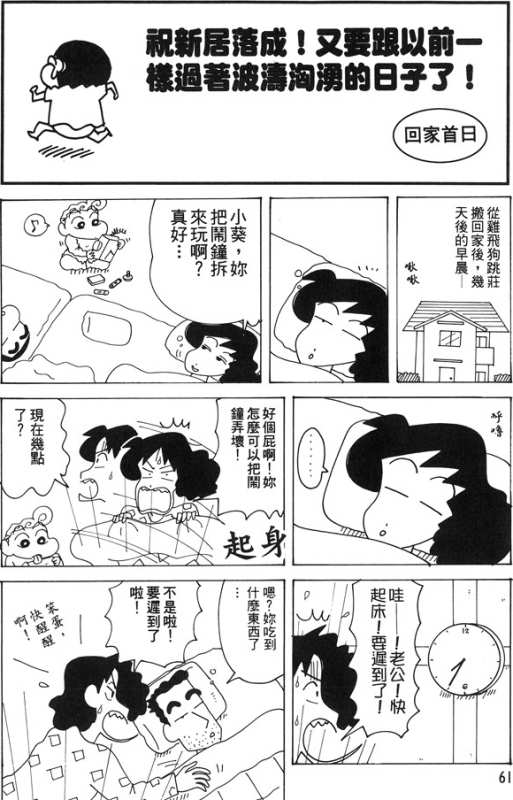 祝新居落成！又要跟以前一
樣過著波濤洶湧的日子了！
回家首日
從雞飛狗跳莊
搬回家後，幾
天後的早晨─
啾
啾
小葵，妳
把鬧鐘拆
來玩啊？
真好…
呼嚕
……
好個屁啊！妳
怎麼可以把鬧
鐘弄壞！
起身
現在幾點
了？
哇──！老公！快
起床！要遲到了！
12
6
嗯？妳吃到
什麼東西了
…
不是啦！
要遲到了
啦！
笨蛋，
快醒醒
啊！
61